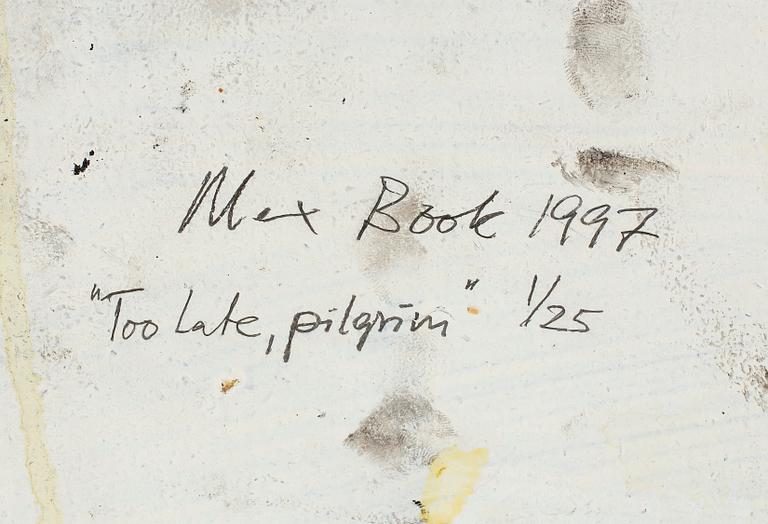 Max Book 1997
"Too Late, pilgrim" 1/25